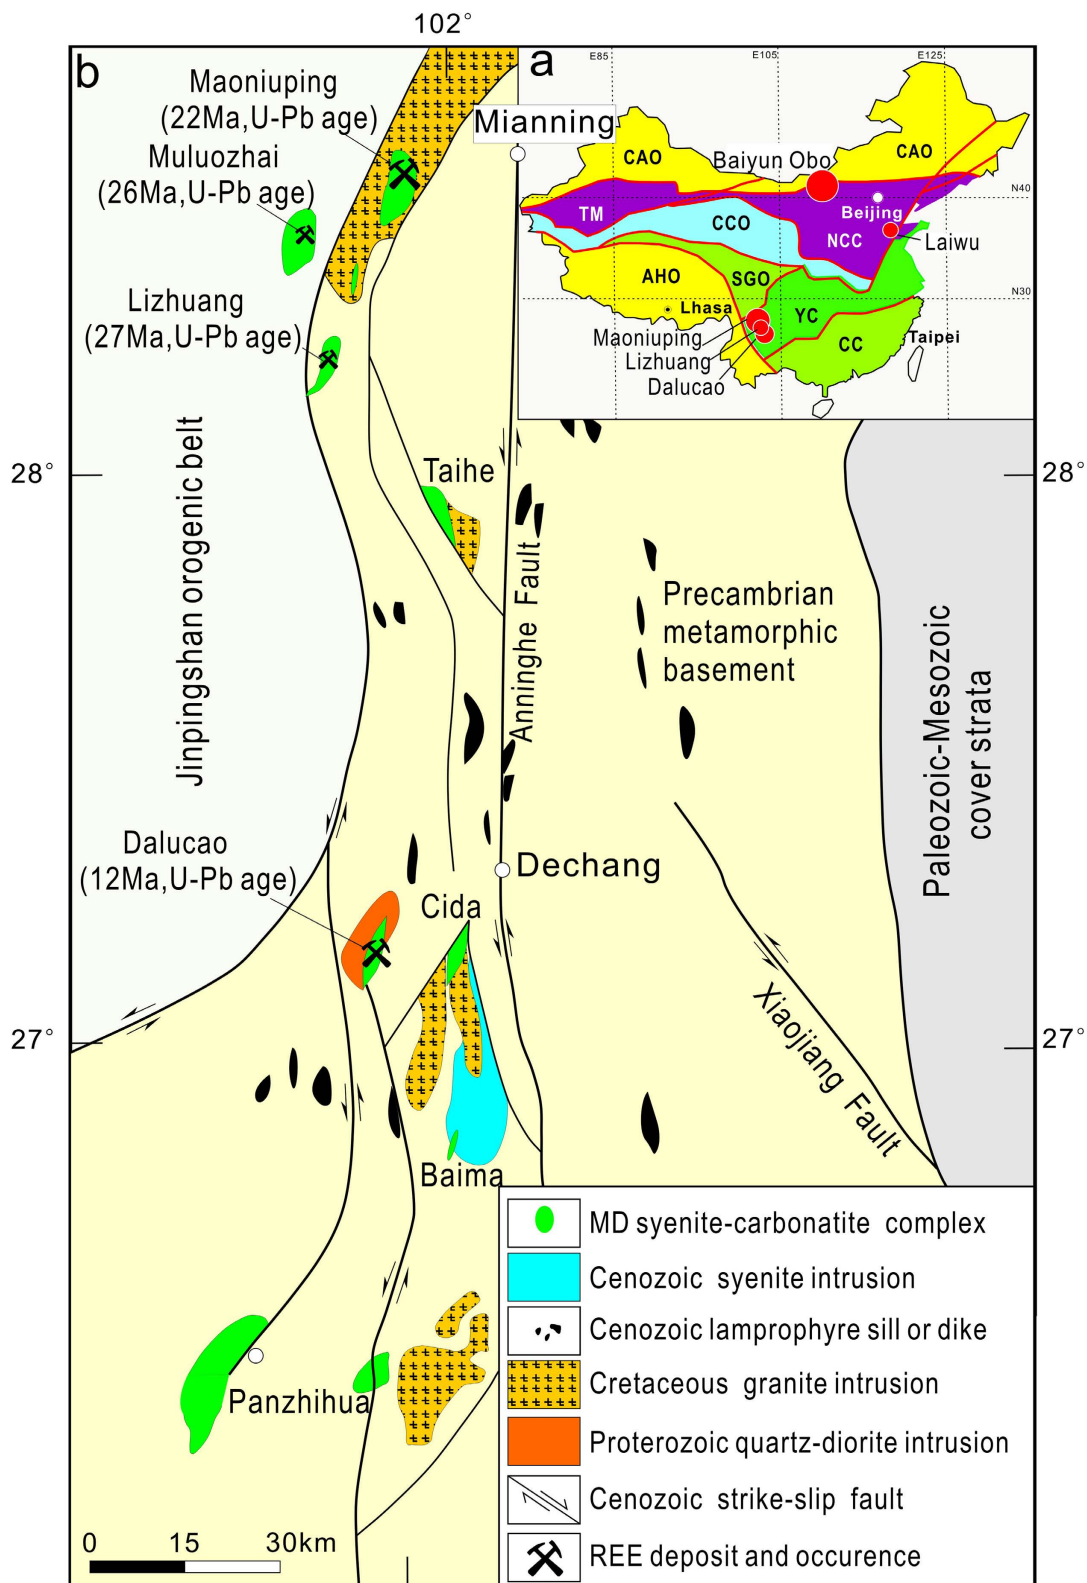 102°
b
Maoniuping
(22Ma,U-Pb age)
Muluozhai
(26Ma,U-Pb age)
Lizhuang
(27Ma,U-Pb age)
Mianning
a
E85
E105
E125
CAO
Baiyun Obo
CAO
N40
TM
CCO
Beijing
NCC
Laiwu
AHO
SGO
N30
Lhasa
YC
Maoniuping
CC
Taipei
Lizhuang
Dalucao
28°
28°
Jinpingshan orogenic belt
Taihe
Anninghe Fault
Precambrian
metamorphic
basement
Paleozoic-Mesozoic
cover strata
Dalucao
(12Ma,U-Pb age)
Dechang
Cida
27°
27°
Xiaojiang Fault
Baima
Panzhihua
MD syenite-carbonatite complex
Cenozoic syenite intrusion
Cenozoic lamprophyre sill or dike
Cretaceous granite intrusion
Proterozoic quartz-diorite intrusion
Cenozoic strike-slip fault
REE deposit and occurence
0 15 30km